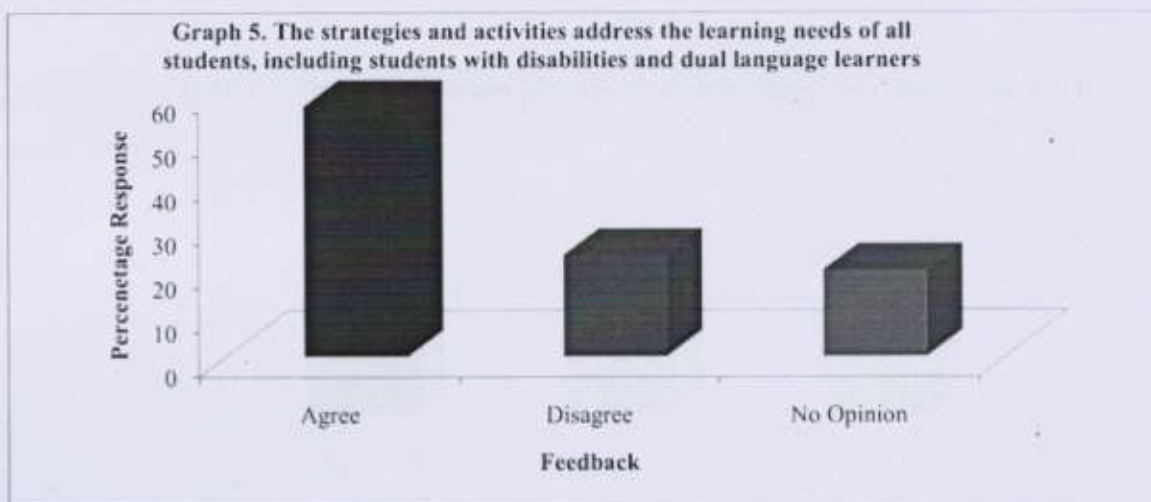 Graph 5. The strategies and activities address the learning needs of all
students, including students with disabilities and dual language learners
60
50
40
30
20
10
0
Percenetage Response
Agree
Disagree
No Opinion
Feedback